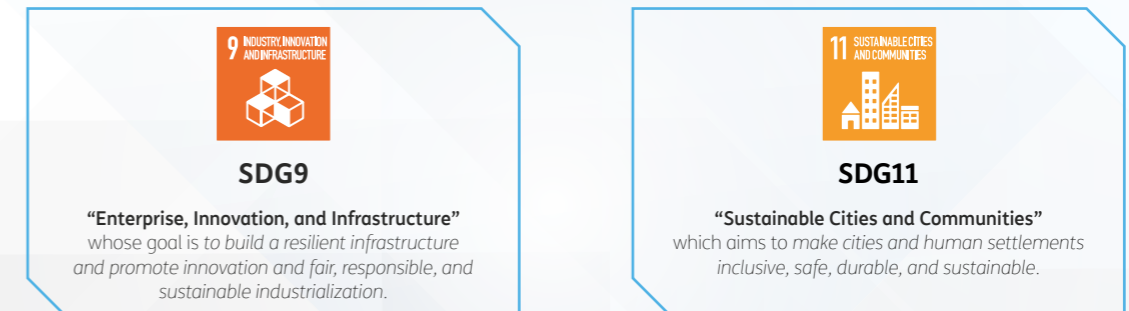 9 INDUSTRY, INNOVATION
AND INFRASTRUCTURE
SDG9
“Enterprise, Innovation, and Infrastructure”
whose goal is to build a resilient infrastructure
and promote innovation and fair, responsible, and
sustainable industrialization.
11 SUSTAINABLE CITIES
AND COMMUNITIES
SDG11
“Sustainable Cities and Communities”
which aims to make cities and human settlements
inclusive, safe, durable, and sustainable.